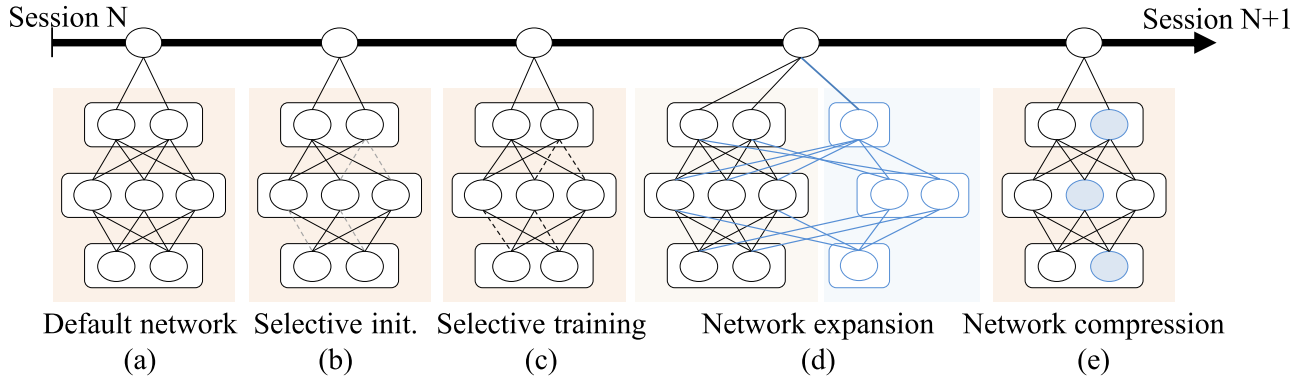 Session N
Session N+1
Default network
Selective init.
Selective training
Network expansion
Network compression
(a)
(b)
(c)
(d)
(e)